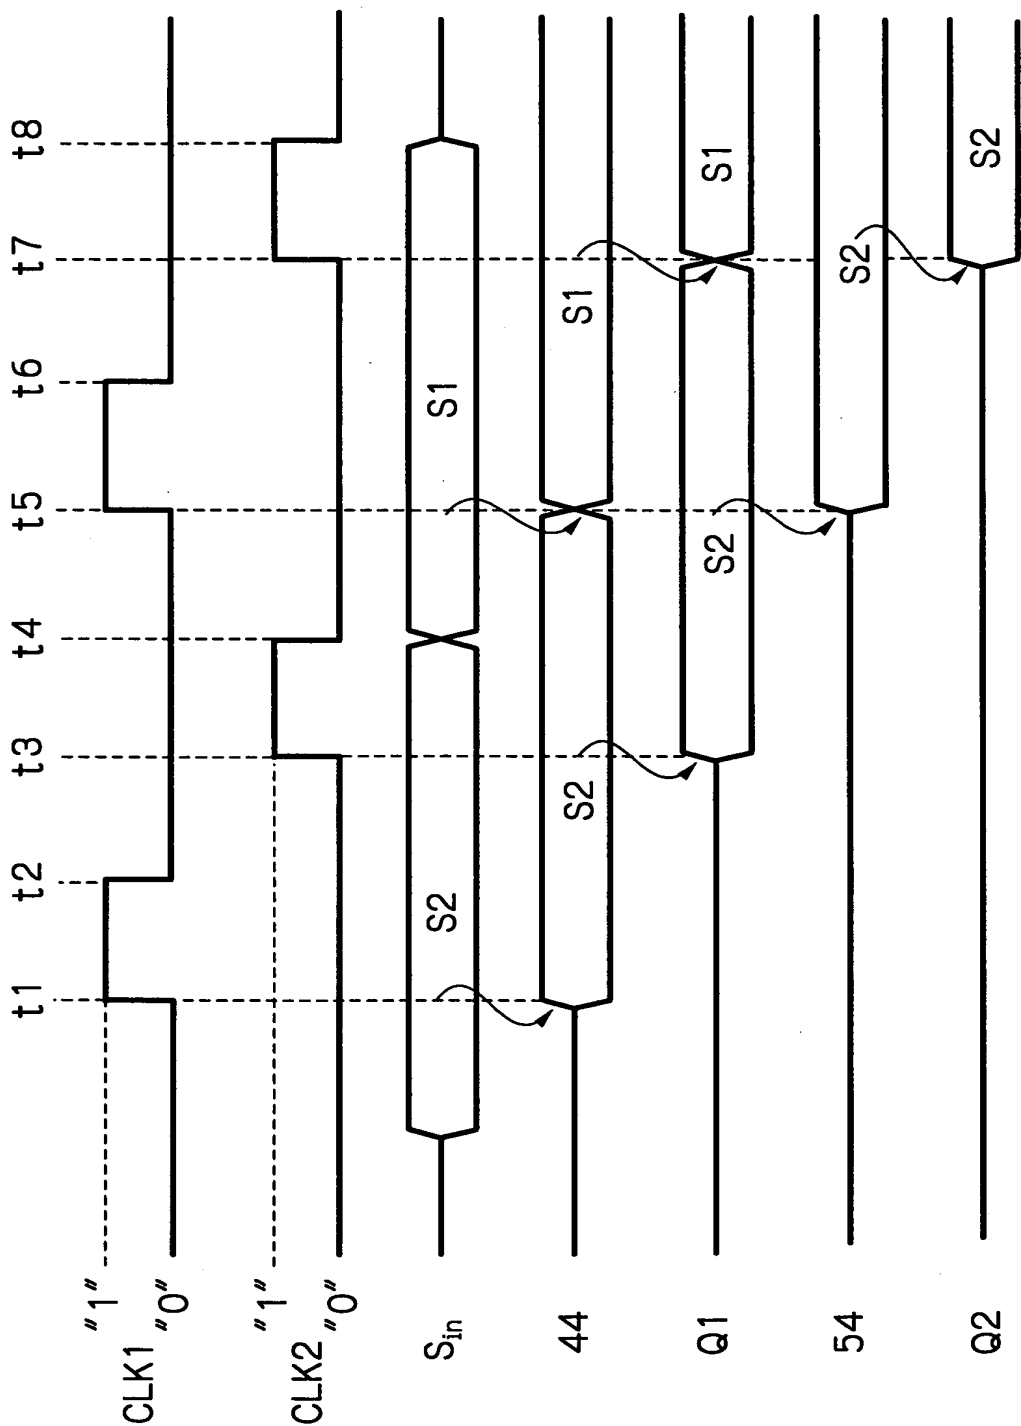 t1 t2 t3 t4 t5 t6 t7 t8
"1"
CLK1
"0"
"1"
CLK2
"0"
Sin S2 S1
44 S2 S1
Q1 S2 S1
54 S2
Q2 S2